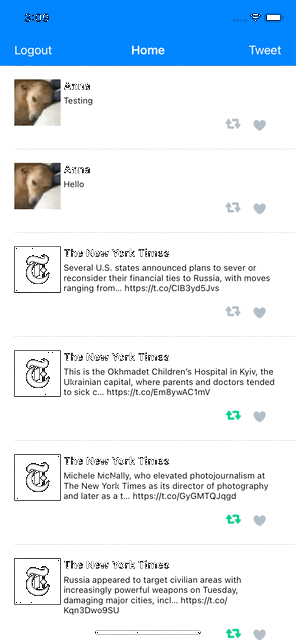 Logout Home Tweet
Anna
Testing
Anna
Hello
The New York Times
Several U.S. states announced plans to sever or
reconsider their financial ties to Russia, with moves
ranging from... https://t.co/CIB3yd5Jvs
The New York Times
This is the Okhmadet Children's Hospital in Kyiv, the
Ukrainian capital, where parents and doctors tended
to sick c... https://t.co/Em8ywAC1mV
The New York Times
Michele McNally, who elevated photojournalism at
The New York Times as its director of photography
and later as a t... https://t.co/GyGMTQJqgd
The New York Times
Russia appeared to target civilian areas with
increasingly powerful weapons on Tuesday,
damaging major cities, incl... https://t.co/
Kqn3Dwo9SU